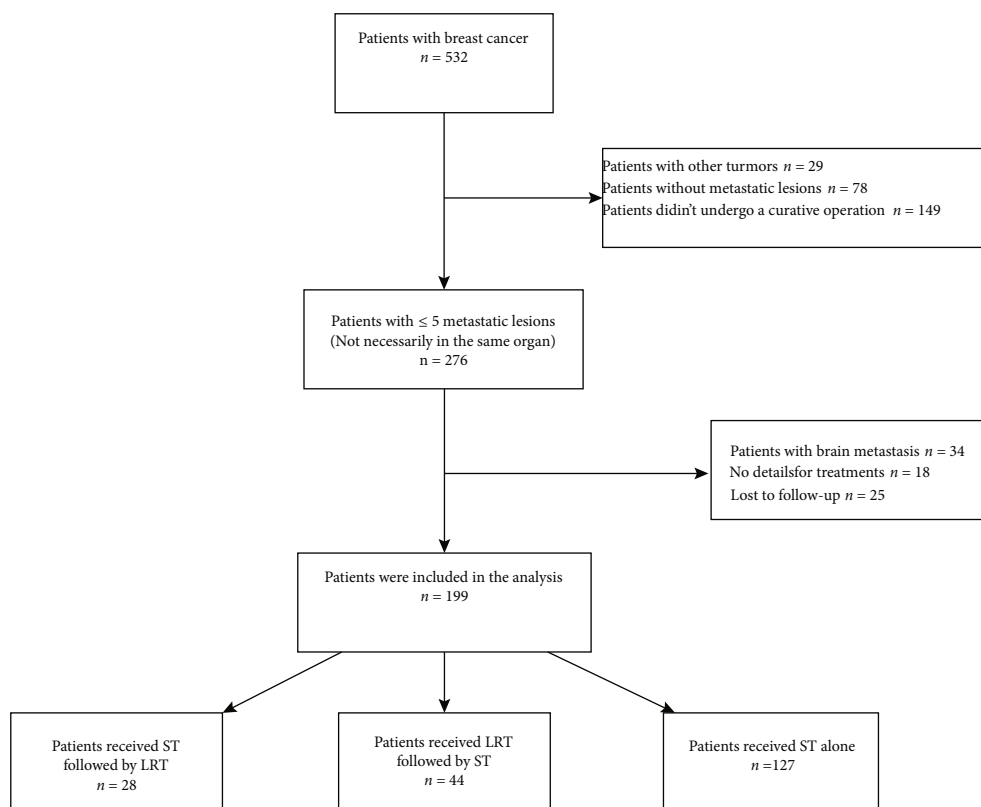 Patients with breast cancer
n = 532
Patients with other turmors n = 29
Patients without metastatic lesions n = 78
Patients didin't undergo a curative operation n = 149
Patients with ≤ 5 metastatic lesions
(Not necessarily in the same organ)
n = 276
Patients with brain metastasis n = 34
No detailsfor treatments n = 18
Lost to follow-up n = 25
Patients were included in the analysis
n = 199
Patients received ST
followed by LRT
n = 28
Patients received LRT
followed by ST
n = 44
Patients received ST alone
n =127